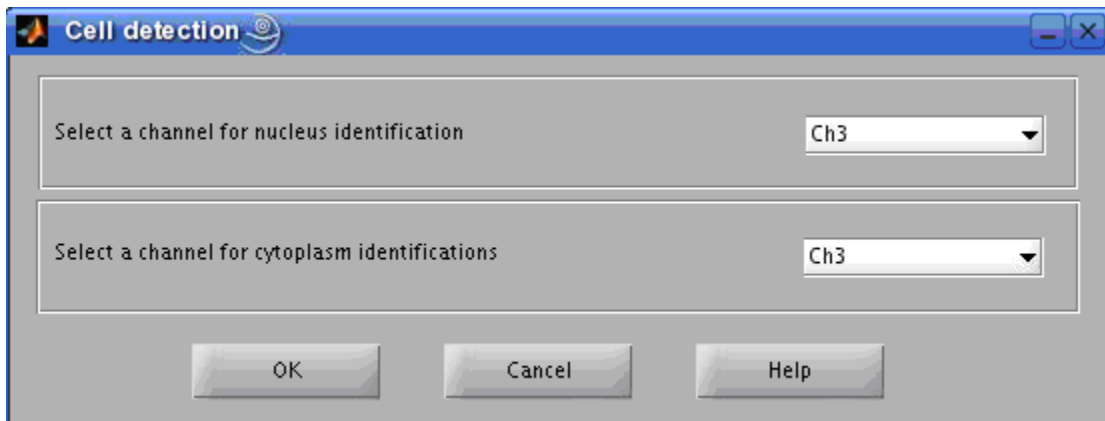 Cell detection
Select a channel for nucleus identification
Ch3
Select a channel for cytoplasm identifications
Ch3
OK
Cancel
Help